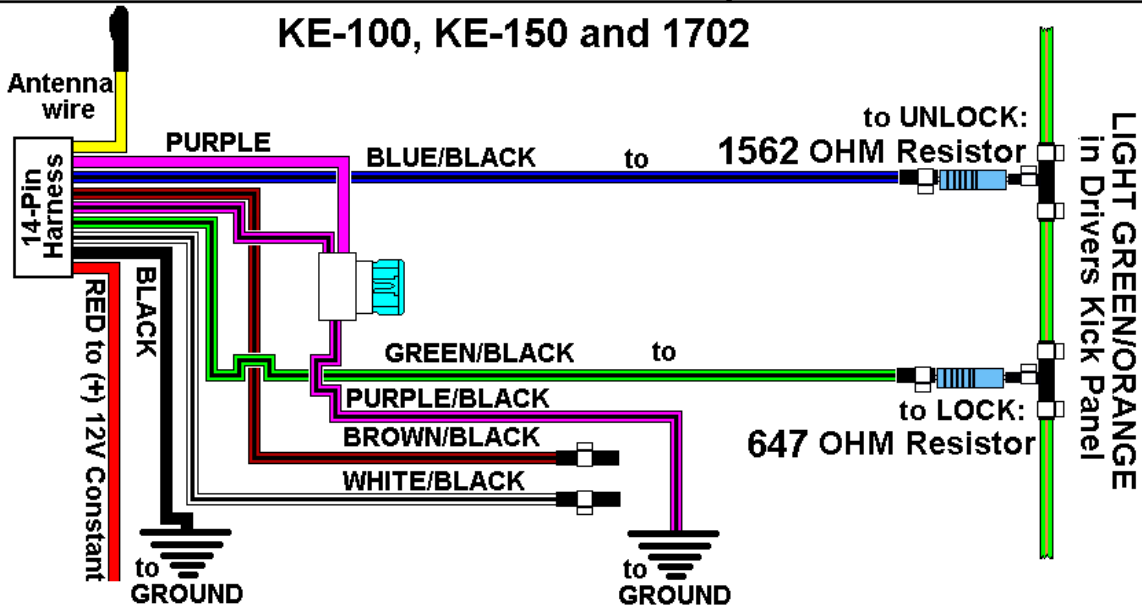 KE-100, KE-150 and 1702
Antenna
wire
14-Pin
Harness
PURPLE
BLUE/BLACK to
to UNLOCK:
1562 OHM Resistor
LIGHT GREEN/ORANGE
in Drivers Kick Panel
BLACK
RED to (+) 12V Constant
GREEN/BLACK to
PURPLE/BLACK
to LOCK:
647 OHM Resistor
BROWN/BLACK
WHITE/BLACK
to
GROUND
to
GROUND